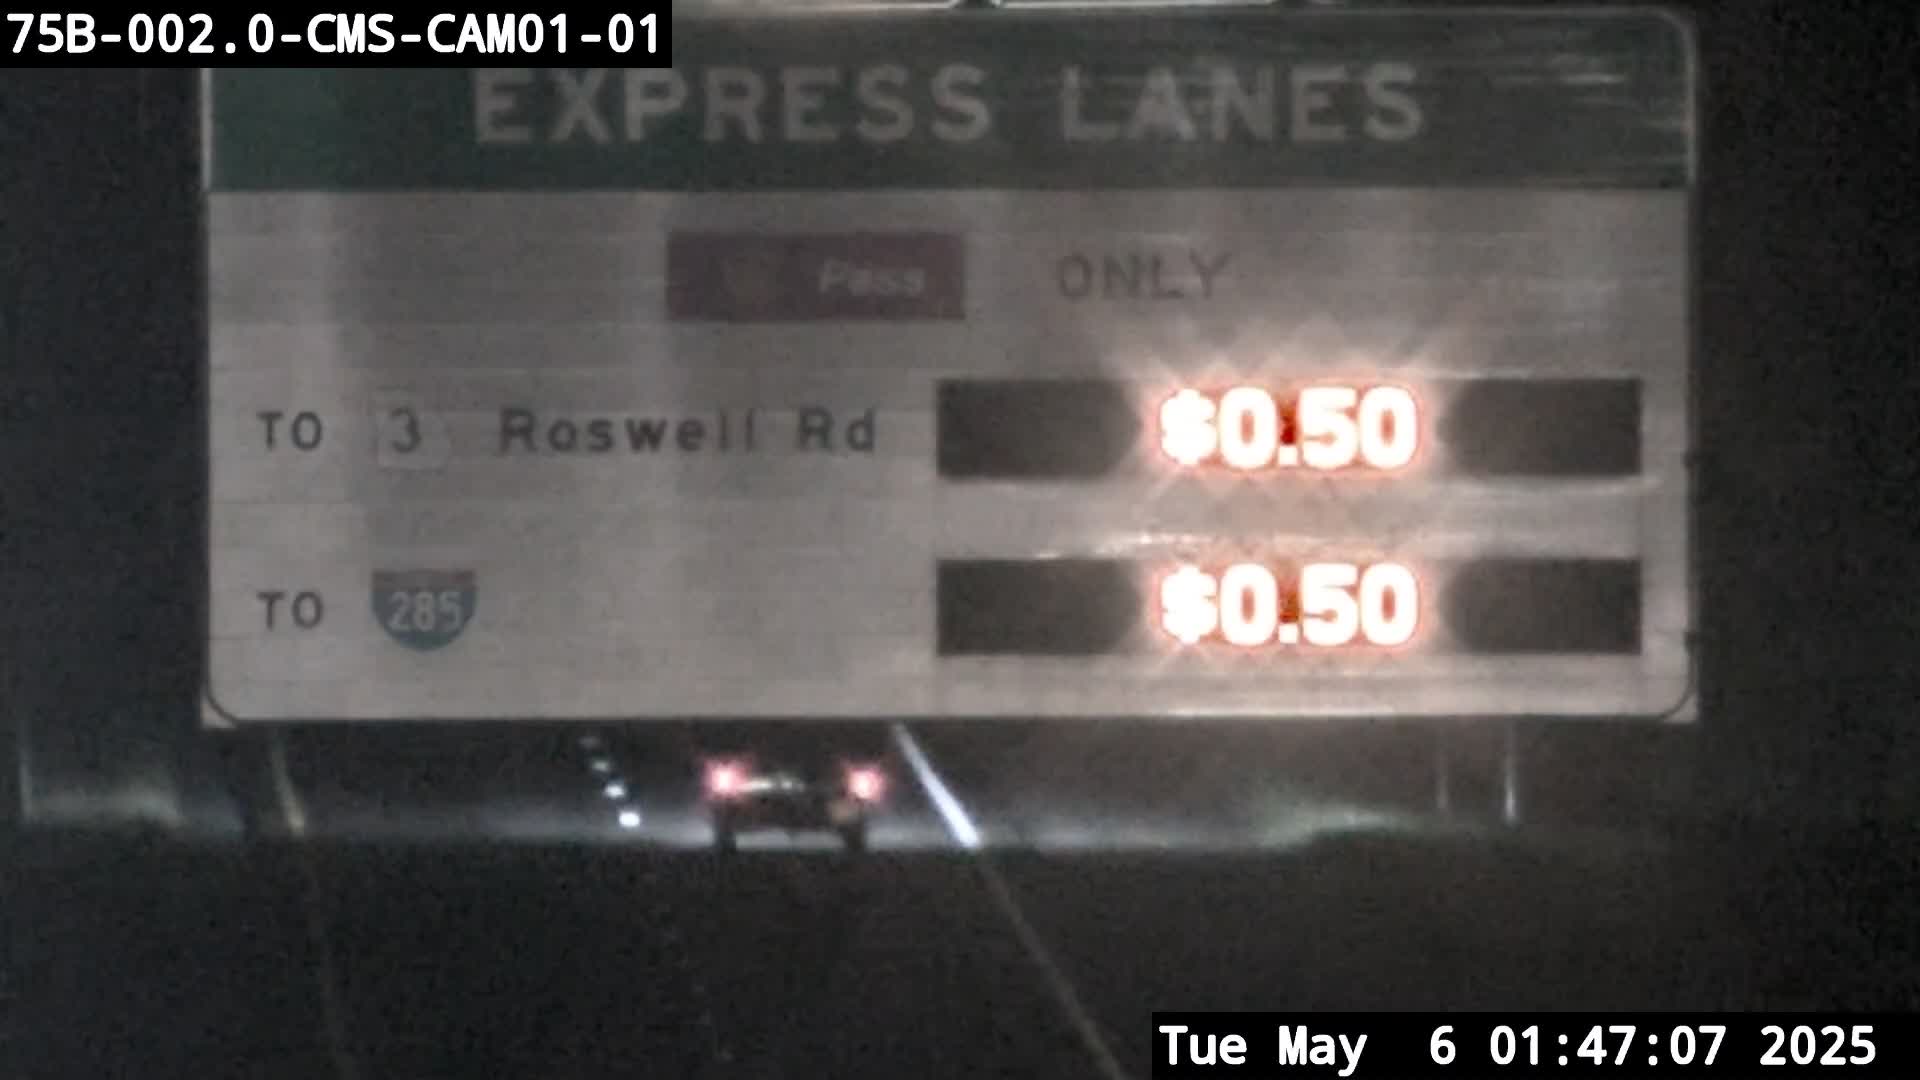 75B-002.0-CMS-CAM01-01
EXPRESS LANES
Pass ONLY
TO 3 Roswell Rd $0.50
TO 285 $0.50
Tue May 6 01:47:07 2025